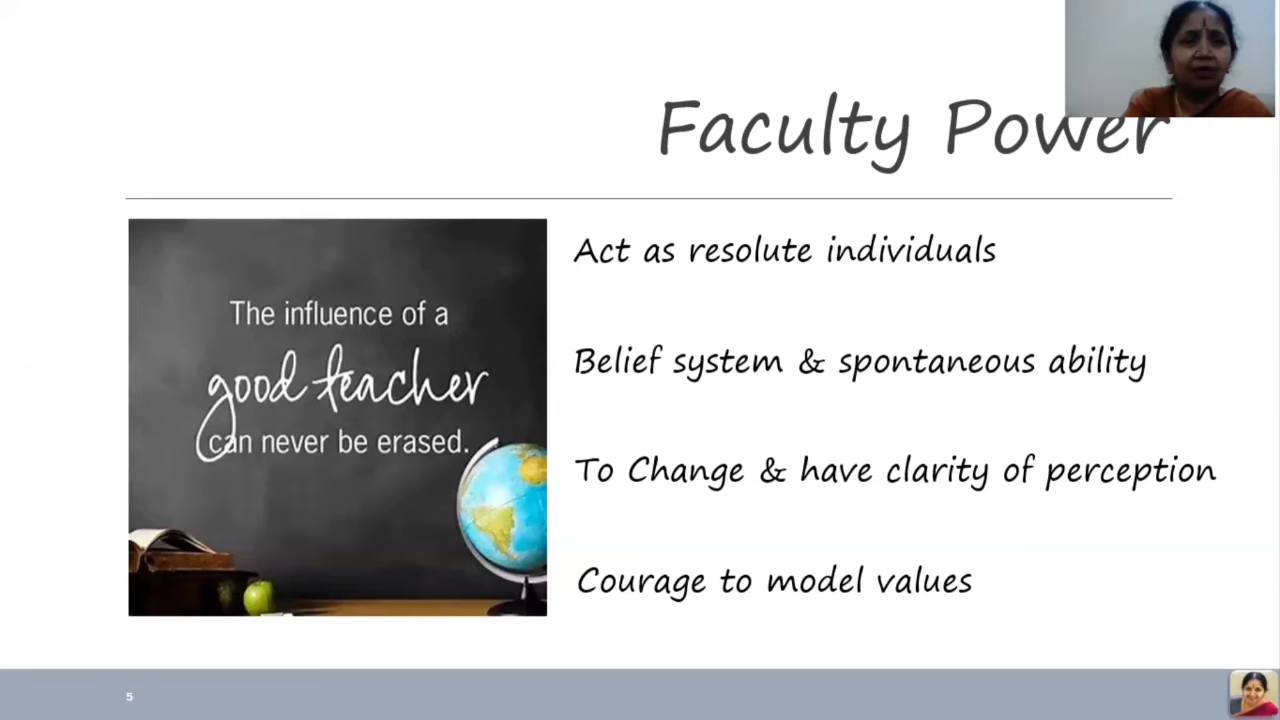 Faculty Power
The influence of a
good teacher
can never be erased.
Act as resolute individuals
Belief system & spontaneous ability
To Change & have clarity of perception
Courage to model values
5